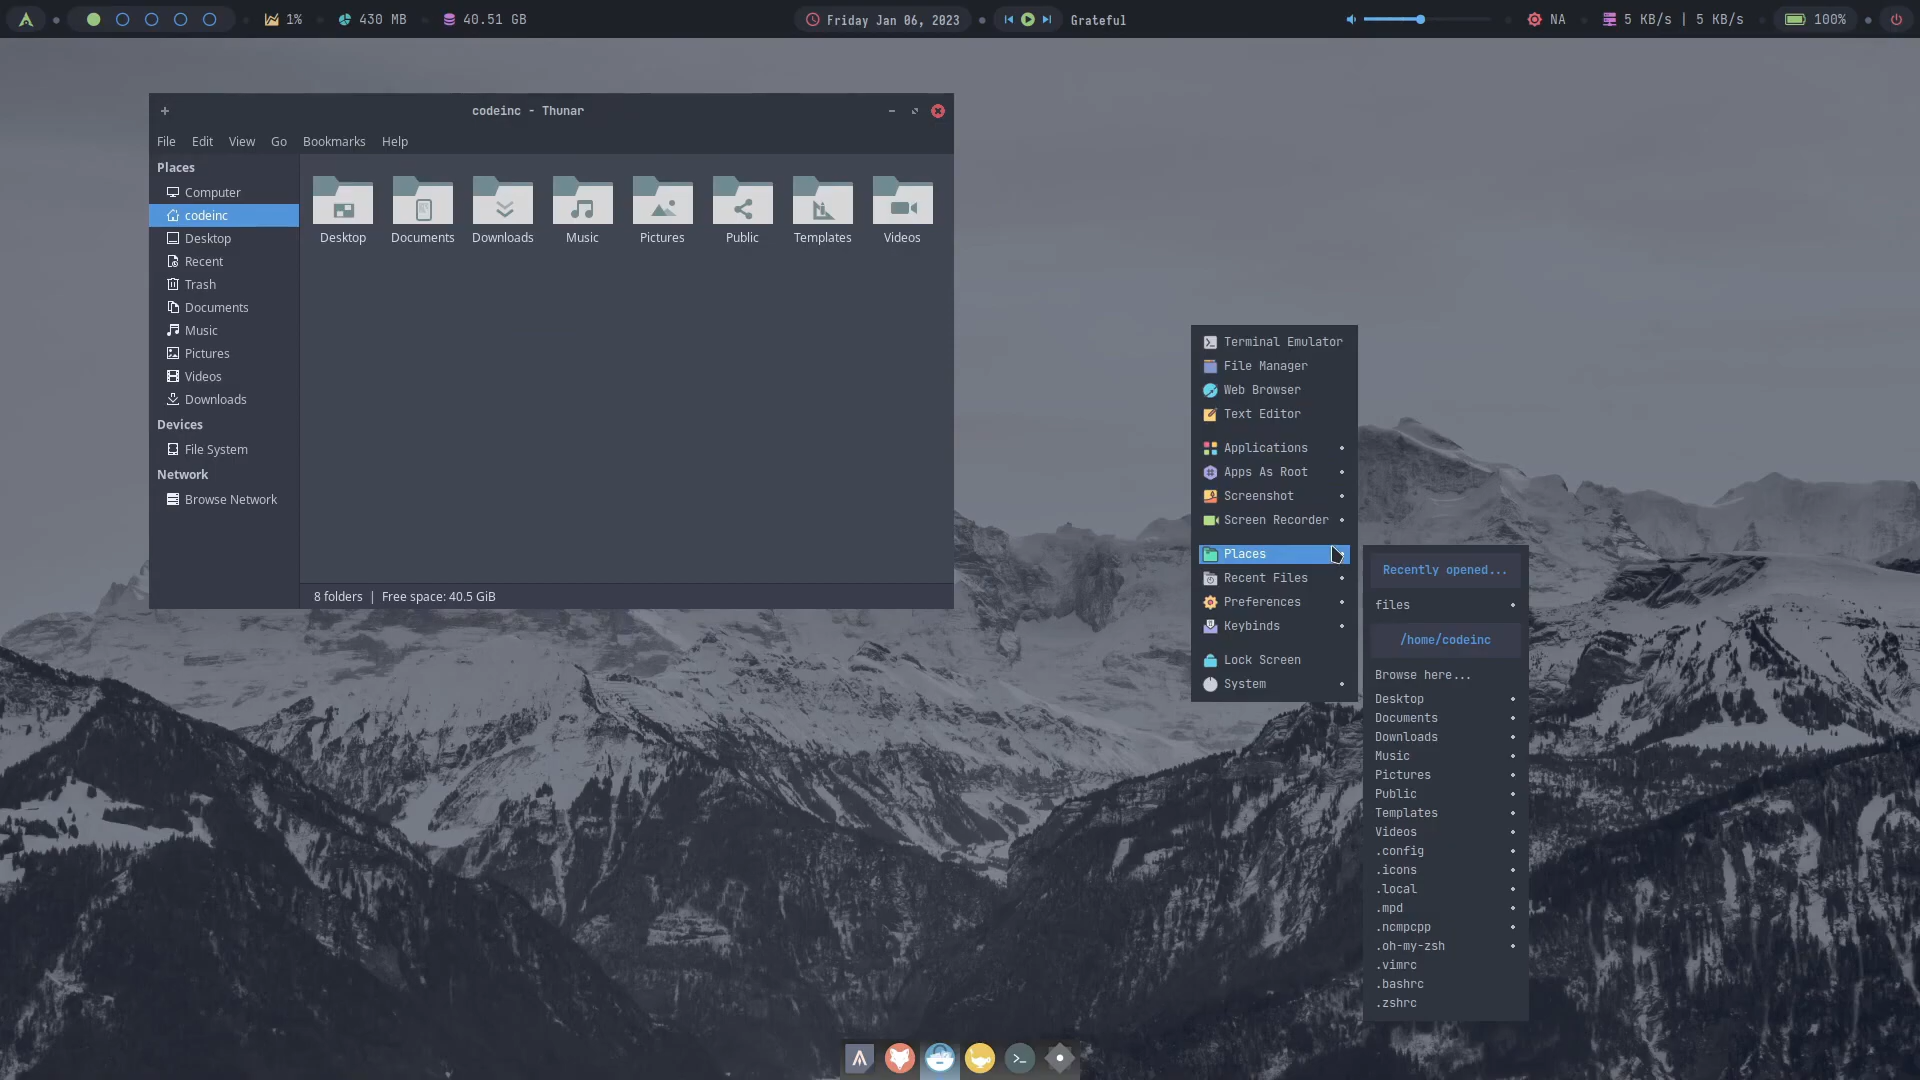 1%
430 MB
40.51 GB
Friday Jan 06, 2023
Grateful
NA
5 KB/s | 5 KB/s
100%
codeinc - Thunar
File Edit View Go Bookmarks Help
Places
Computer
codeinc
Desktop
Recent
Trash
Documents
Music
Pictures
Videos
Downloads
Devices
File System
Network
Browse Network
Desktop
Documents
Downloads
Music
Pictures
Public
Templates
Videos
8 folders | Free space: 40.5 GiB
Terminal Emulator
File Manager
Web Browser
Text Editor
Applications
Apps As Root
Screenshot
Screen Recorder
Places
Recent Files
Preferences
Keybinds
Lock Screen
System
Recently opened...
files
/home/codeinc
Browse here...
Desktop
Documents
Downloads
Music
Pictures
Public
Templates
Videos
.config
.icons
.local
.mpd
.ncmpcpp
.oh-my-zsh
.vimrc
.bashrc
.zshrc